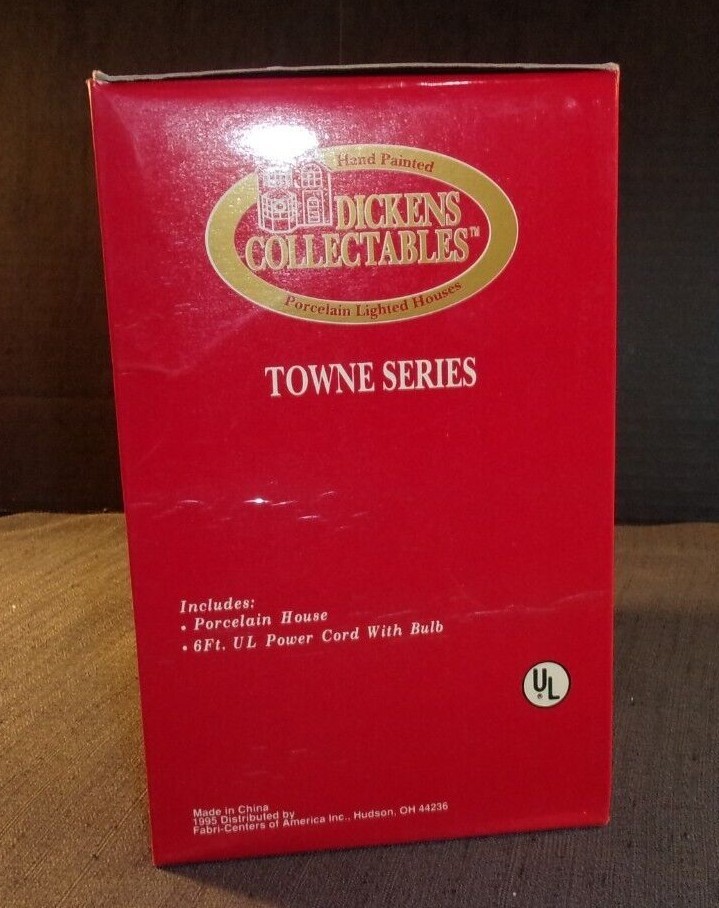 Hand Painted
DICKENS
COLLECTABLES™
Porcelain Lighted Houses
TOWNE SERIES
Includes:
• Porcelain House
• 6Ft. UL Power Cord With Bulb
UL
®
Made in China
1995 Distributed by
Fabri-Centers of America Inc., Hudson, OH 44236